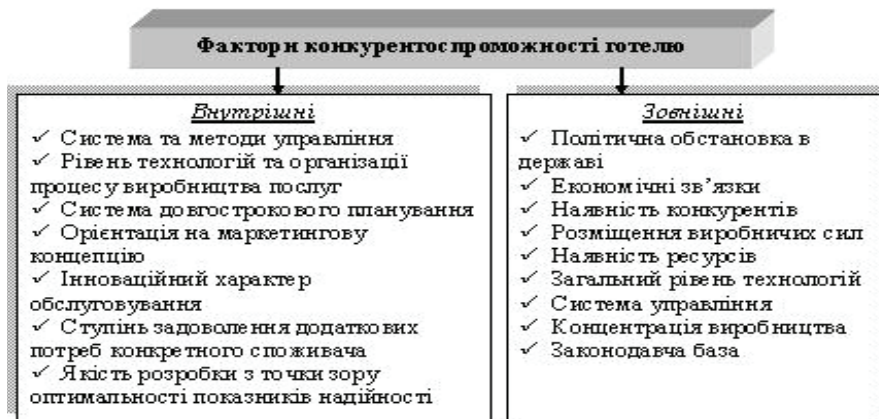 Фактори конкурентоспроможності готелю
Внутрішні
✓ Система та методи управління
✓ Рівень технологій та організації
процесу виробництва послуг
✓ Система довгострокового планування
✓ Орієнтація на маркетингову
концепцію
✓ Інноваційний характер
обслуговування
✓ Ступінь задоволення додаткових
потреб конкретного споживача
✓ Якість розробки з точки зору
оптимальності показників надійності
Зовнішні
✓ Політична обстановка в
державі
✓ Економічні зв’язки
✓ Наявність конкурентів
✓ Розміщення виробничих сил
✓ Наявність ресурсів
✓ Загальний рівень технологій
✓ Система управління
✓ Концентрація виробництва
✓ Законодавча база